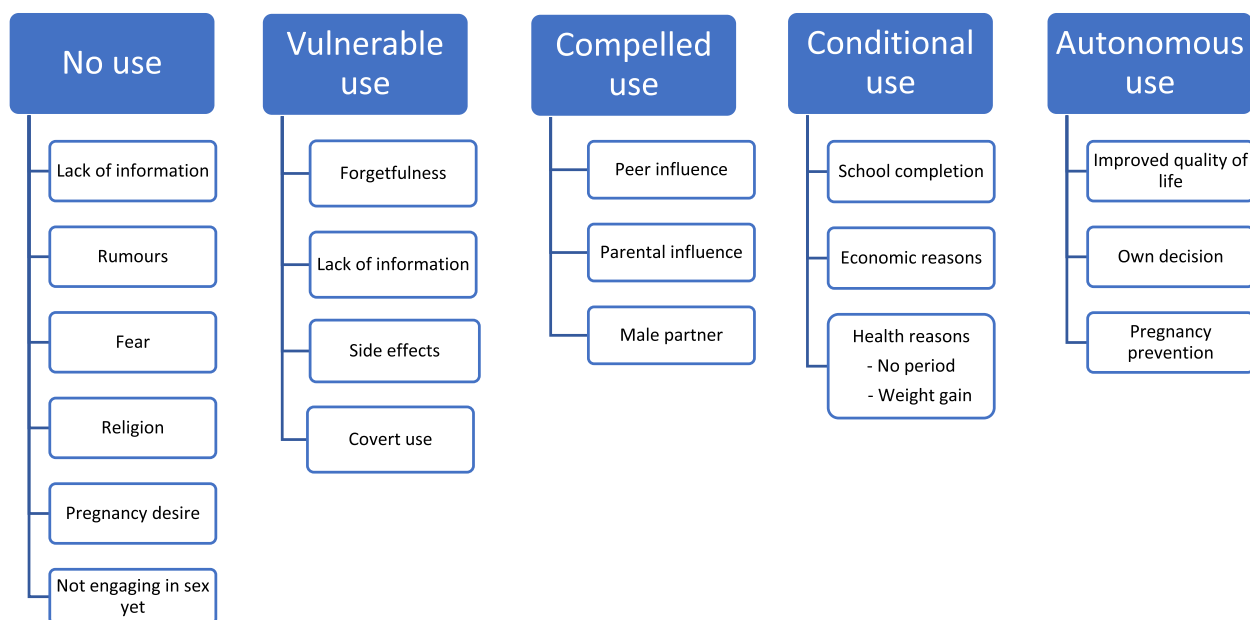 No use
Lack of information
Rumours
Fear
Religion
Pregnancy desire
Not engaging in sex
yet
Vulnerable
use
Forgetfulness
Lack of information
Side effects
Covert use
Compelled
use
Peer influence
Parental influence
Male partner
Conditional
use
School completion
Economic reasons
Health reasons
- No period
- Weight gain
Autonomous
use
Improved quality of
life
Own decision
Pregnancy
prevention